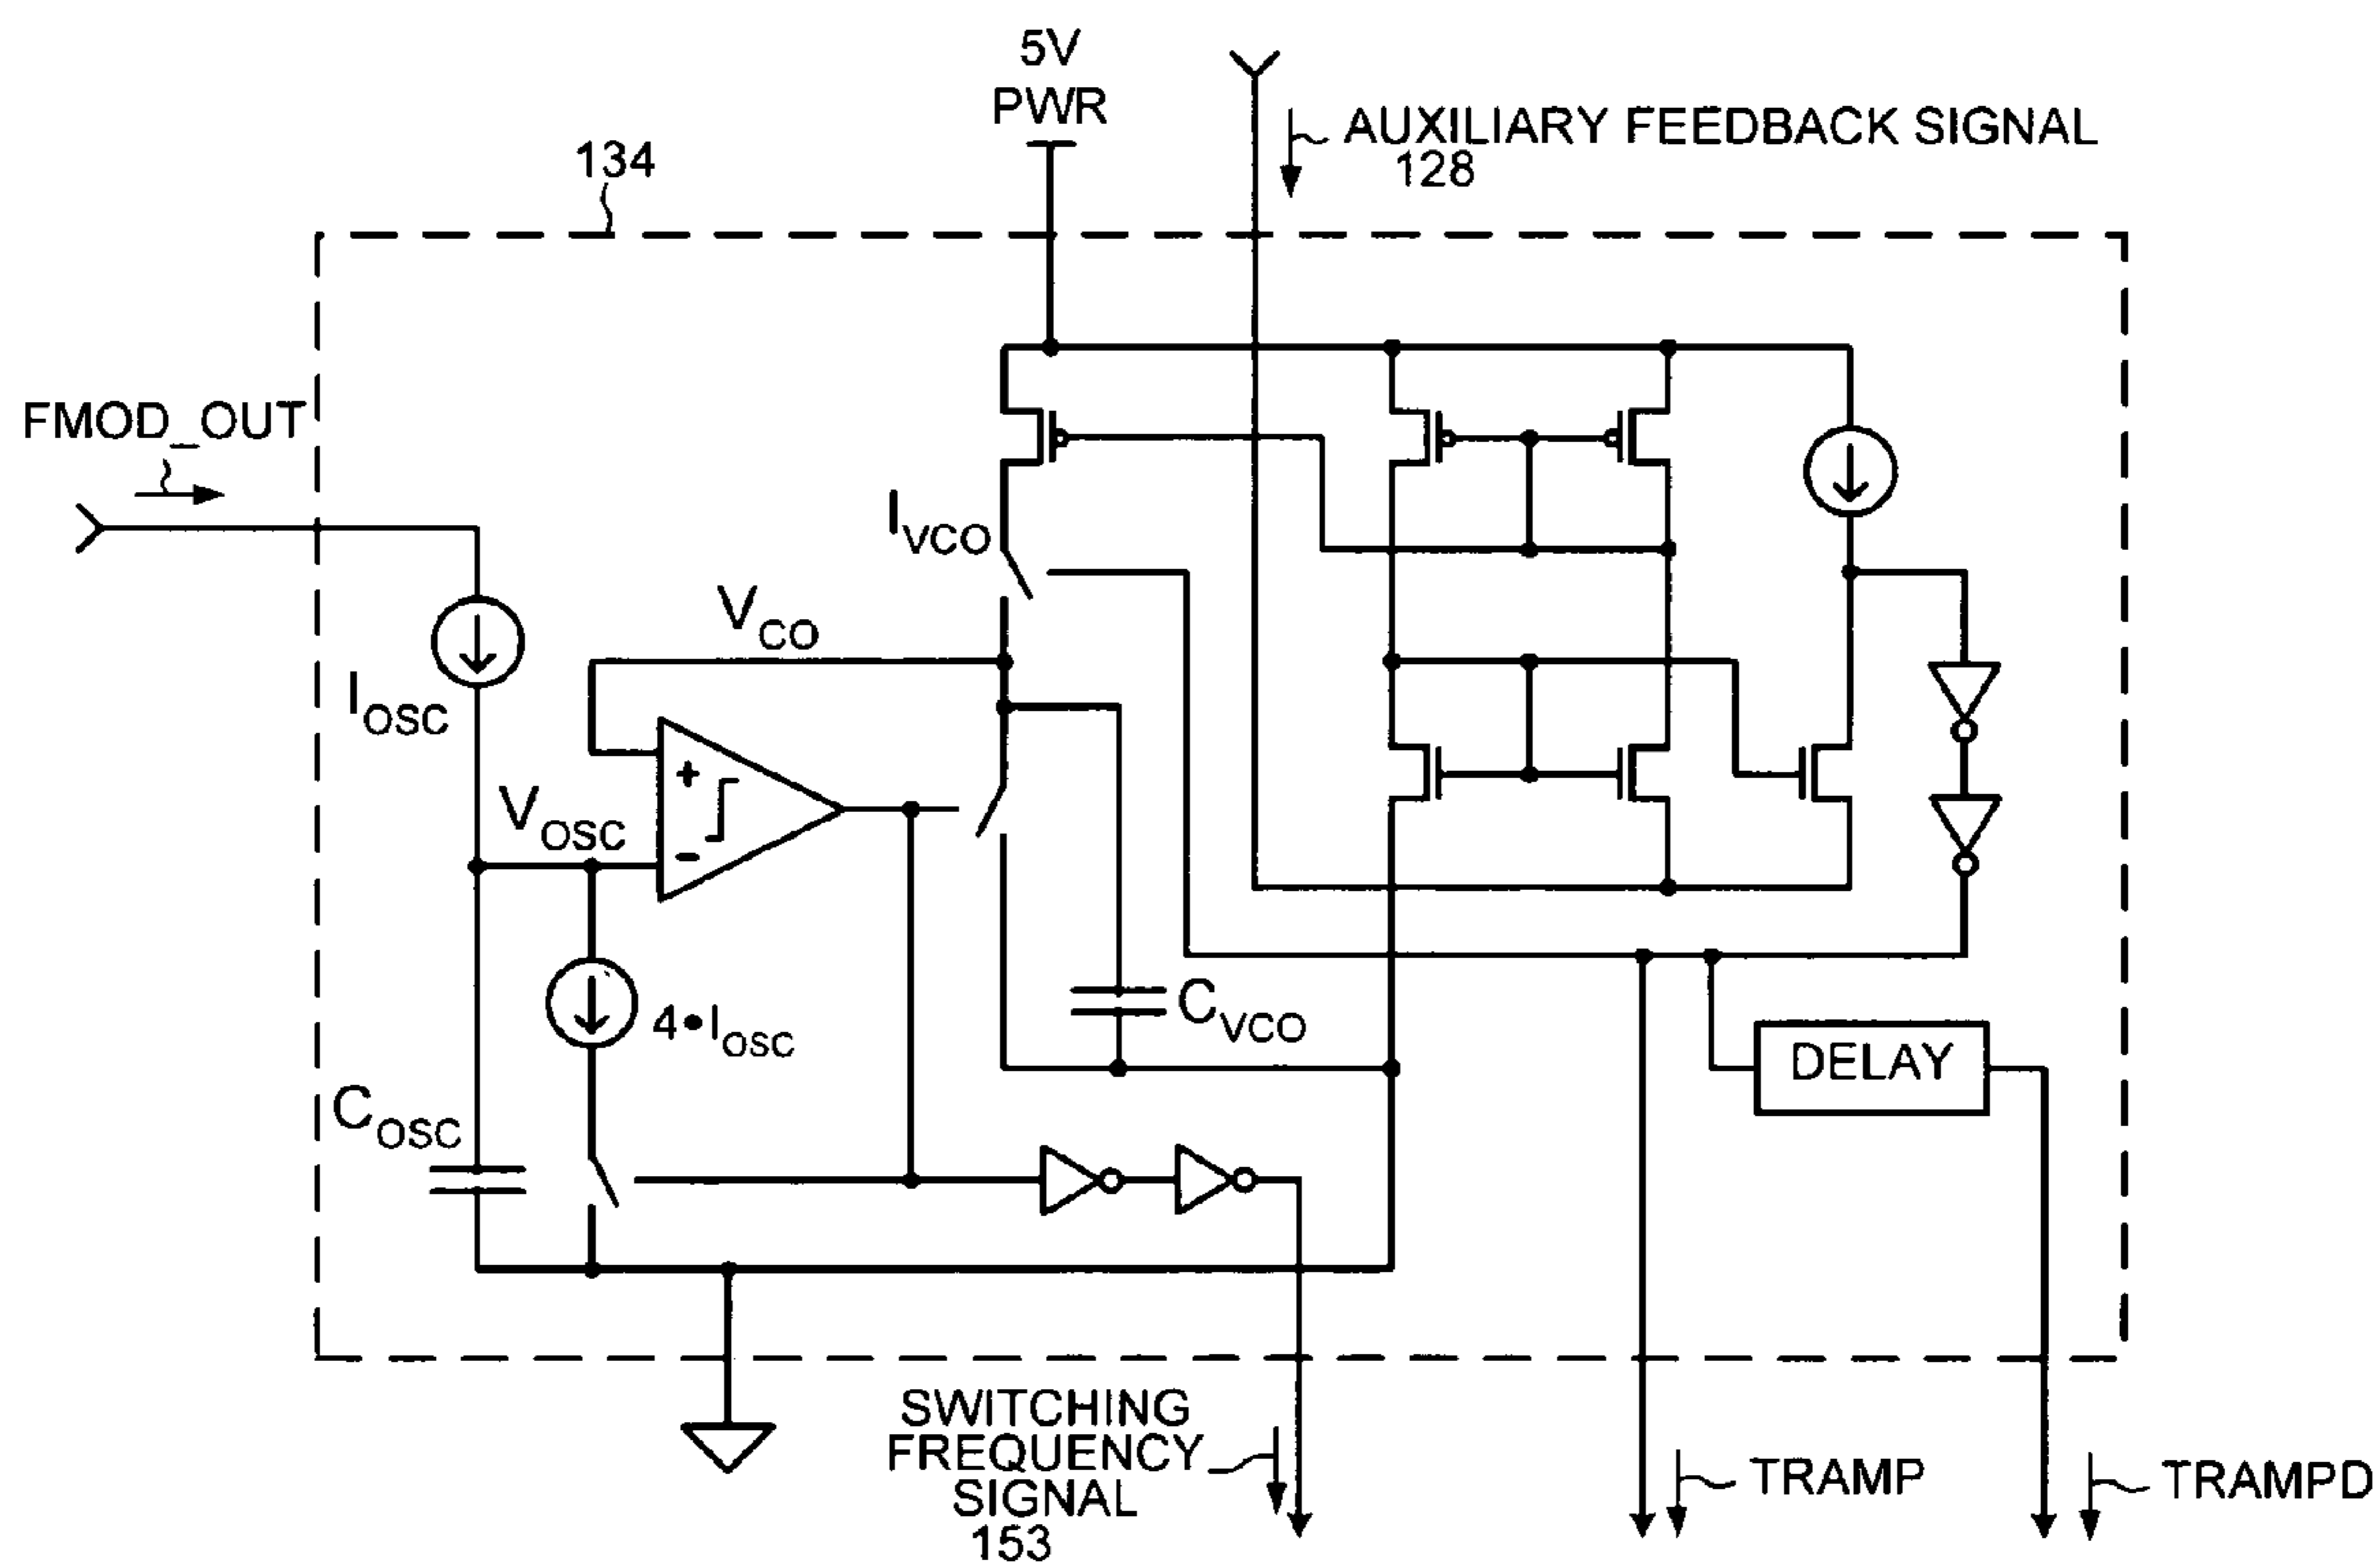 5V
PWR
AUXILIARY FEEDBACK SIGNAL
128
134
FMOD_OUT
IVCO
VCO
IOSC
VOSC
+
-
4•IOSC
CVCO
DELAY
COSC
SWITCHING
FREQUENCY
SIGNAL
153
TRAMP
TRAMPD